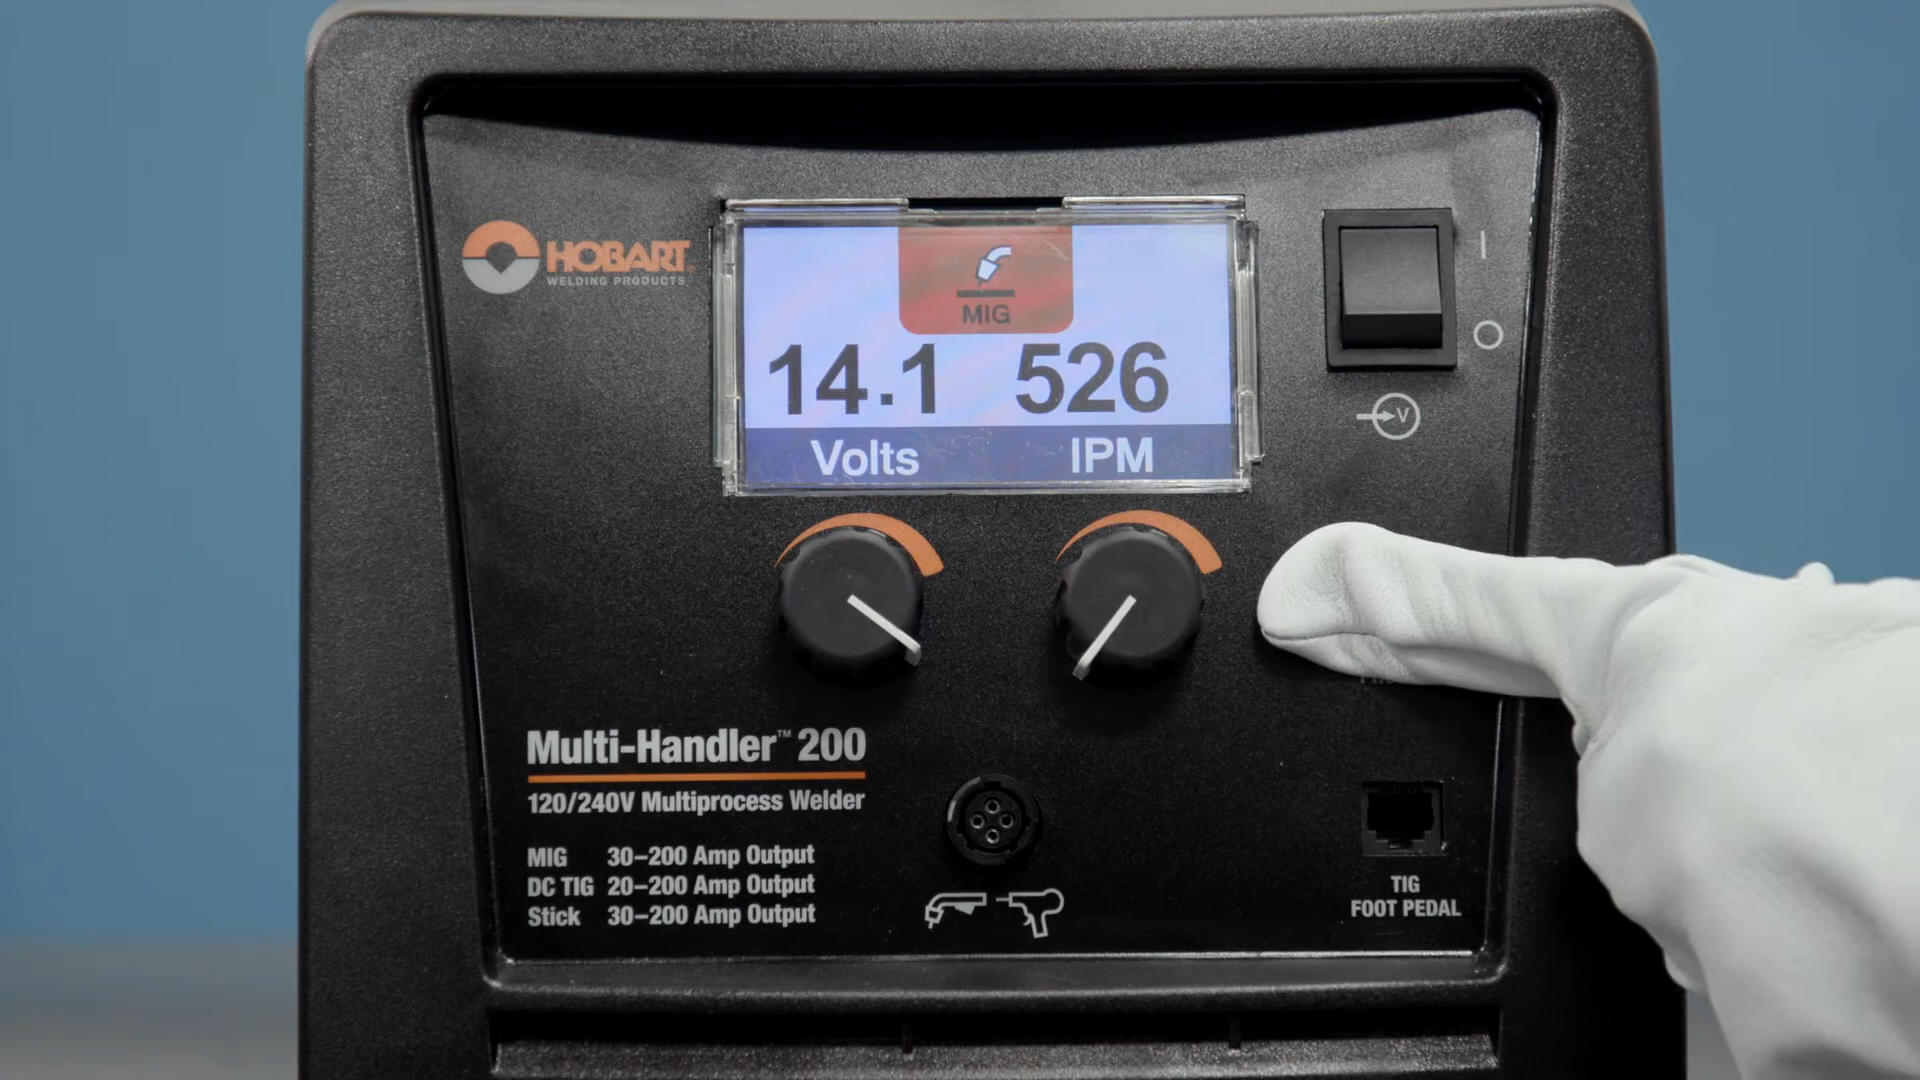 HOBART
WELDING PRODUCTS
MIG
14.1 526
Volts IPM
I
O
V
Multi-Handler™ 200
120/240V Multiprocess Welder
MIG 30–200 Amp Output
DC TIG 20–200 Amp Output
Stick 30–200 Amp Output
TIG
FOOT PEDAL